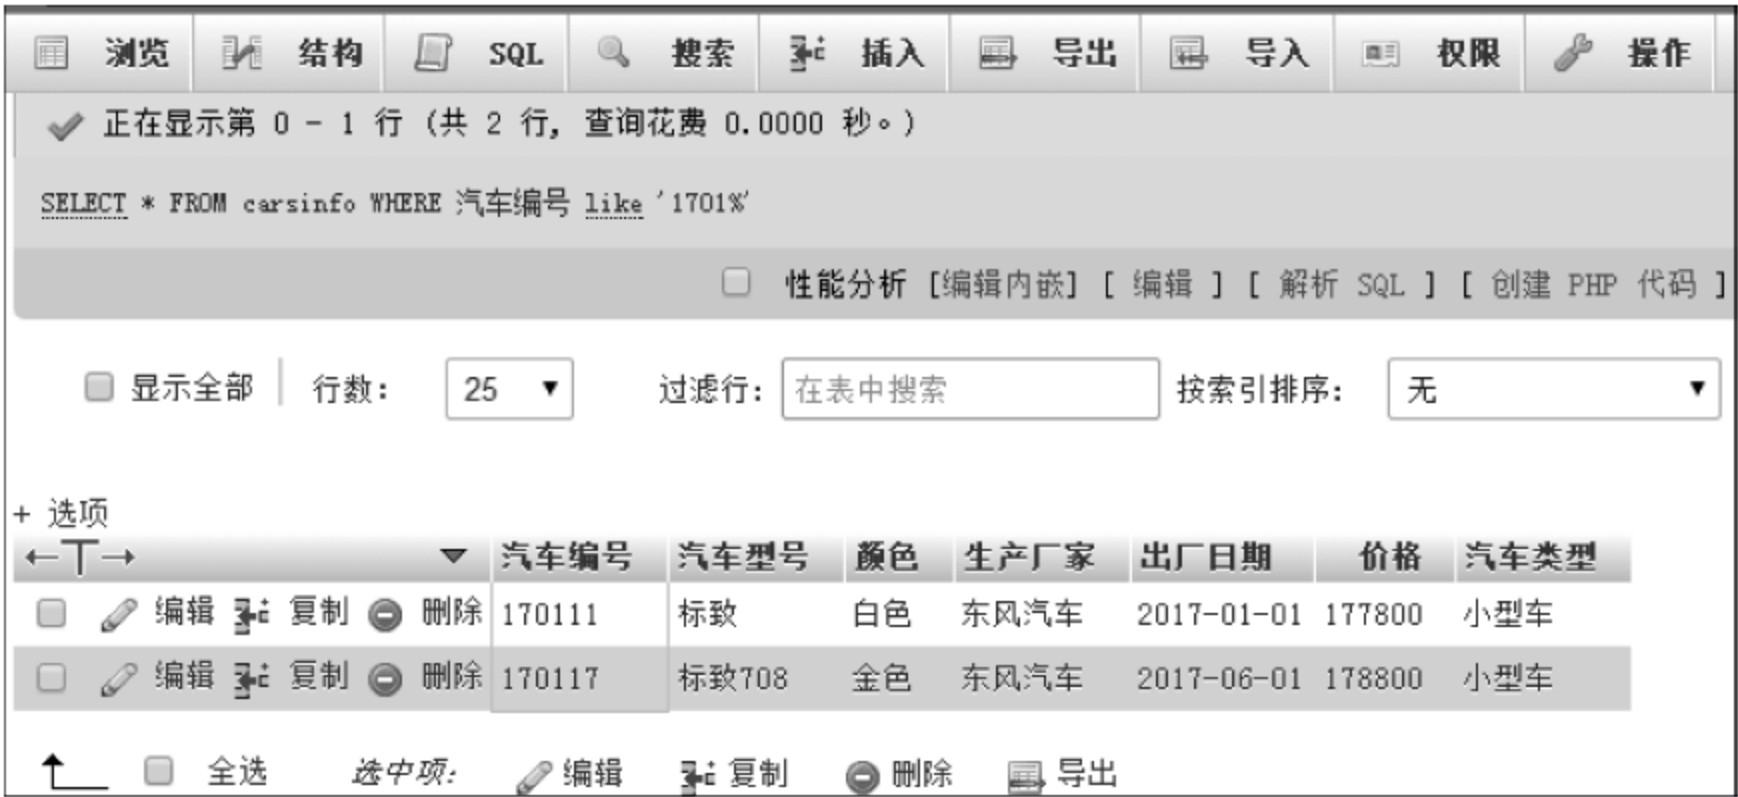 浏览 结构 SQL 搜索 插入 导出 导入 权限 操作
正在显示第 0 - 1 行 (共 2 行, 查询花费 0.0000 秒。)
SELECT * FROM carsinfo WHERE 汽车编号 like '1701%'
性能分析 [编辑内嵌] [ 编辑 ] [ 解析 SQL ] [ 创建 PHP 代码 ]
显示全部 行数: 25 过滤行: 在表中搜索 按索引排序: 无
+ 选项
←T→ 汽车编号 汽车型号 颜色 生产厂家 出厂日期 价格 汽车类型
编辑 复制 删除 170111 标致 白色 东风汽车 2017-01-01 177800 小型车
编辑 复制 删除 170117 标致708 金色 东风汽车 2017-06-01 178800 小型车
全选 选中项: 编辑 复制 删除 导出